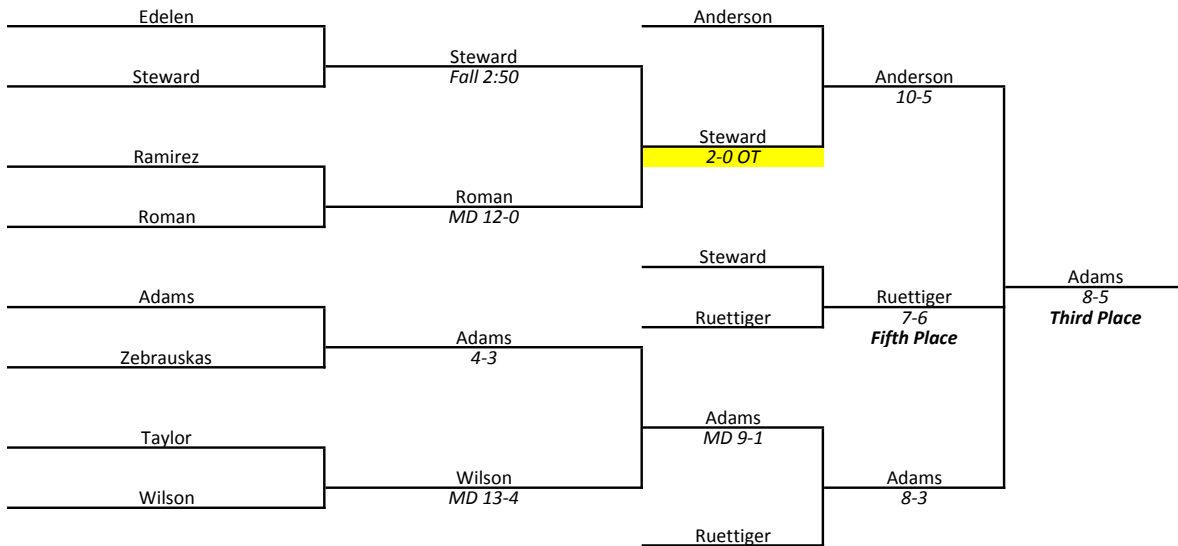 Edelen
Anderson
Steward
Fall 2:50
Steward
Anderson
10-5
Steward
2-0 OT
Ramirez
Roman
MD 12-0
Roman
Steward
Adams
8-5
Third Place
Adams
Ruettiger
7-6
Fifth Place
Ruettiger
Adams
4-3
Zebrauskas
Adams
MD 9-1
Taylor
Wilson
MD 13-4
Adams
8-3
Wilson
Ruettiger